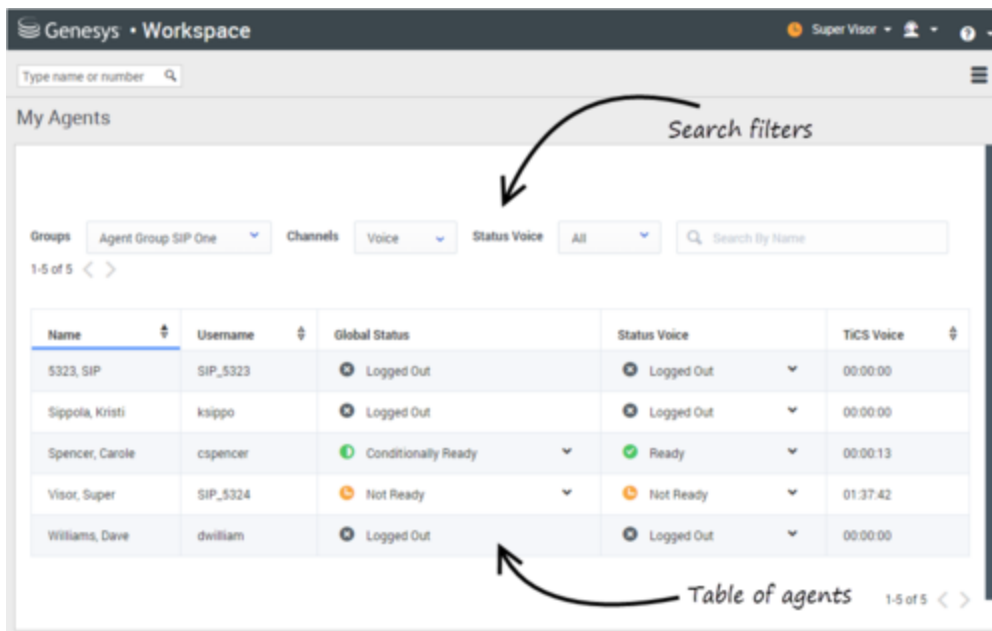 Genesys • Workspace Super Visor
Type name or number
My Agents
Search filters
Groups Agent Group SIP One Channels Voice Status Voice All Search By Name
1-5 of 5
Name Username Global Status Status Voice TiCS Voice
5323, SIP SIP_5323 Logged Out Logged Out 00:00:00
Sippola, Kristi ksippo Logged Out Logged Out 00:00:00
Spencer, Carole cspencer Conditionally Ready Ready 00:00:13
Visor, Super SIP_5324 Not Ready Not Ready 01:37:42
Williams, Dave dwilliam Logged Out Logged Out 00:00:00
Table of agents 1-5 of 5